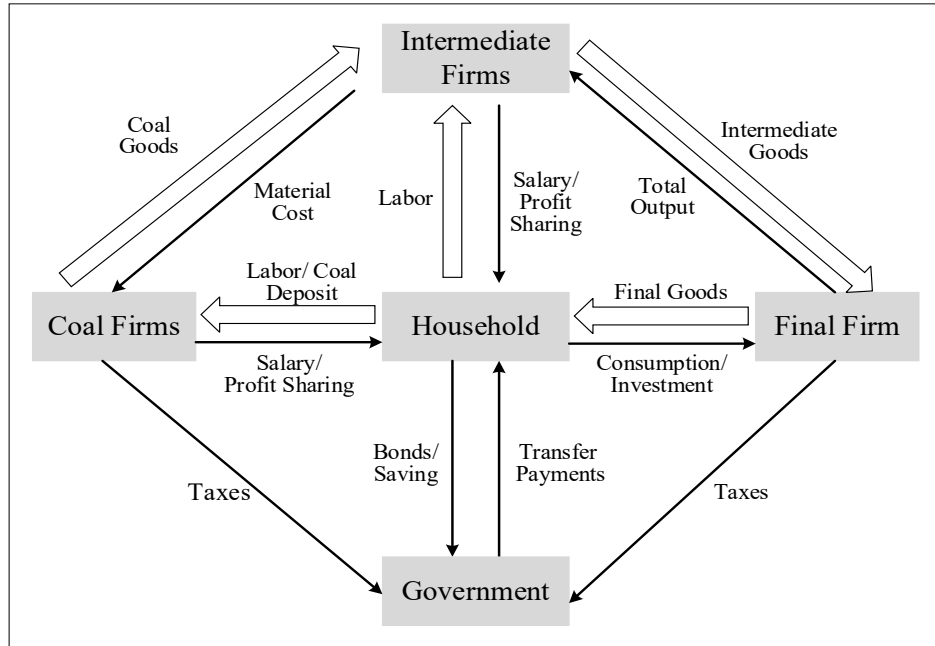 Intermediate
Firms
Coal
Goods
Intermediate
Goods
Material
Cost
Labor
Salary/
Profit
Sharing
Total
Output
Labor/ Coal
Deposit
Final Goods
Coal Firms
Household
Final Firm
Salary/
Profit Sharing
Consumption/
Investment
Bonds/
Saving
Transfer
Payments
Taxes
Taxes
Government